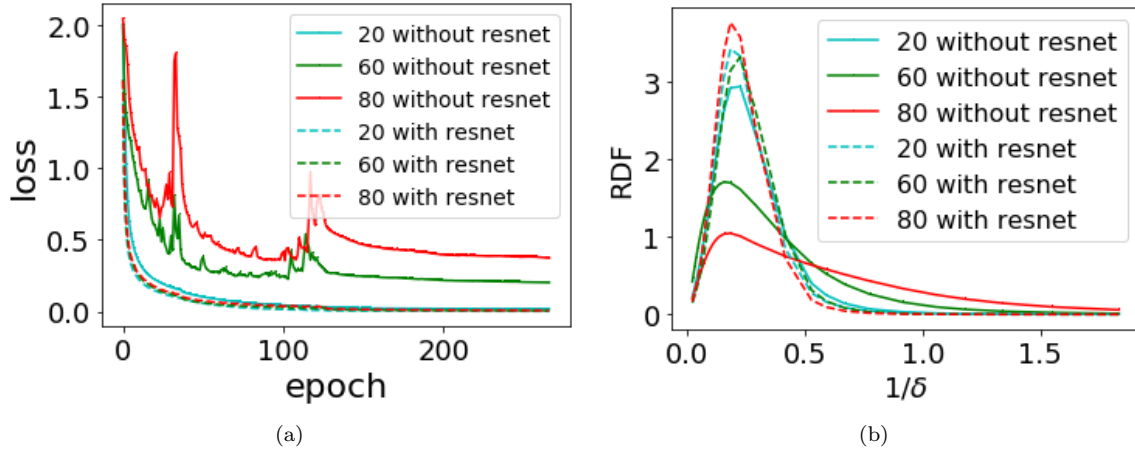 2.0
1.5
1.0
0.5
0.0
loss
0
100
200
epoch
20 without resnet
60 without resnet
80 without resnet
20 with resnet
60 with resnet
80 with resnet
(a)
3
2
1
0
RDF
0.0
0.5
1.0
1.5
1/δ
20 without resnet
60 without resnet
80 without resnet
20 with resnet
60 with resnet
80 with resnet
(b)